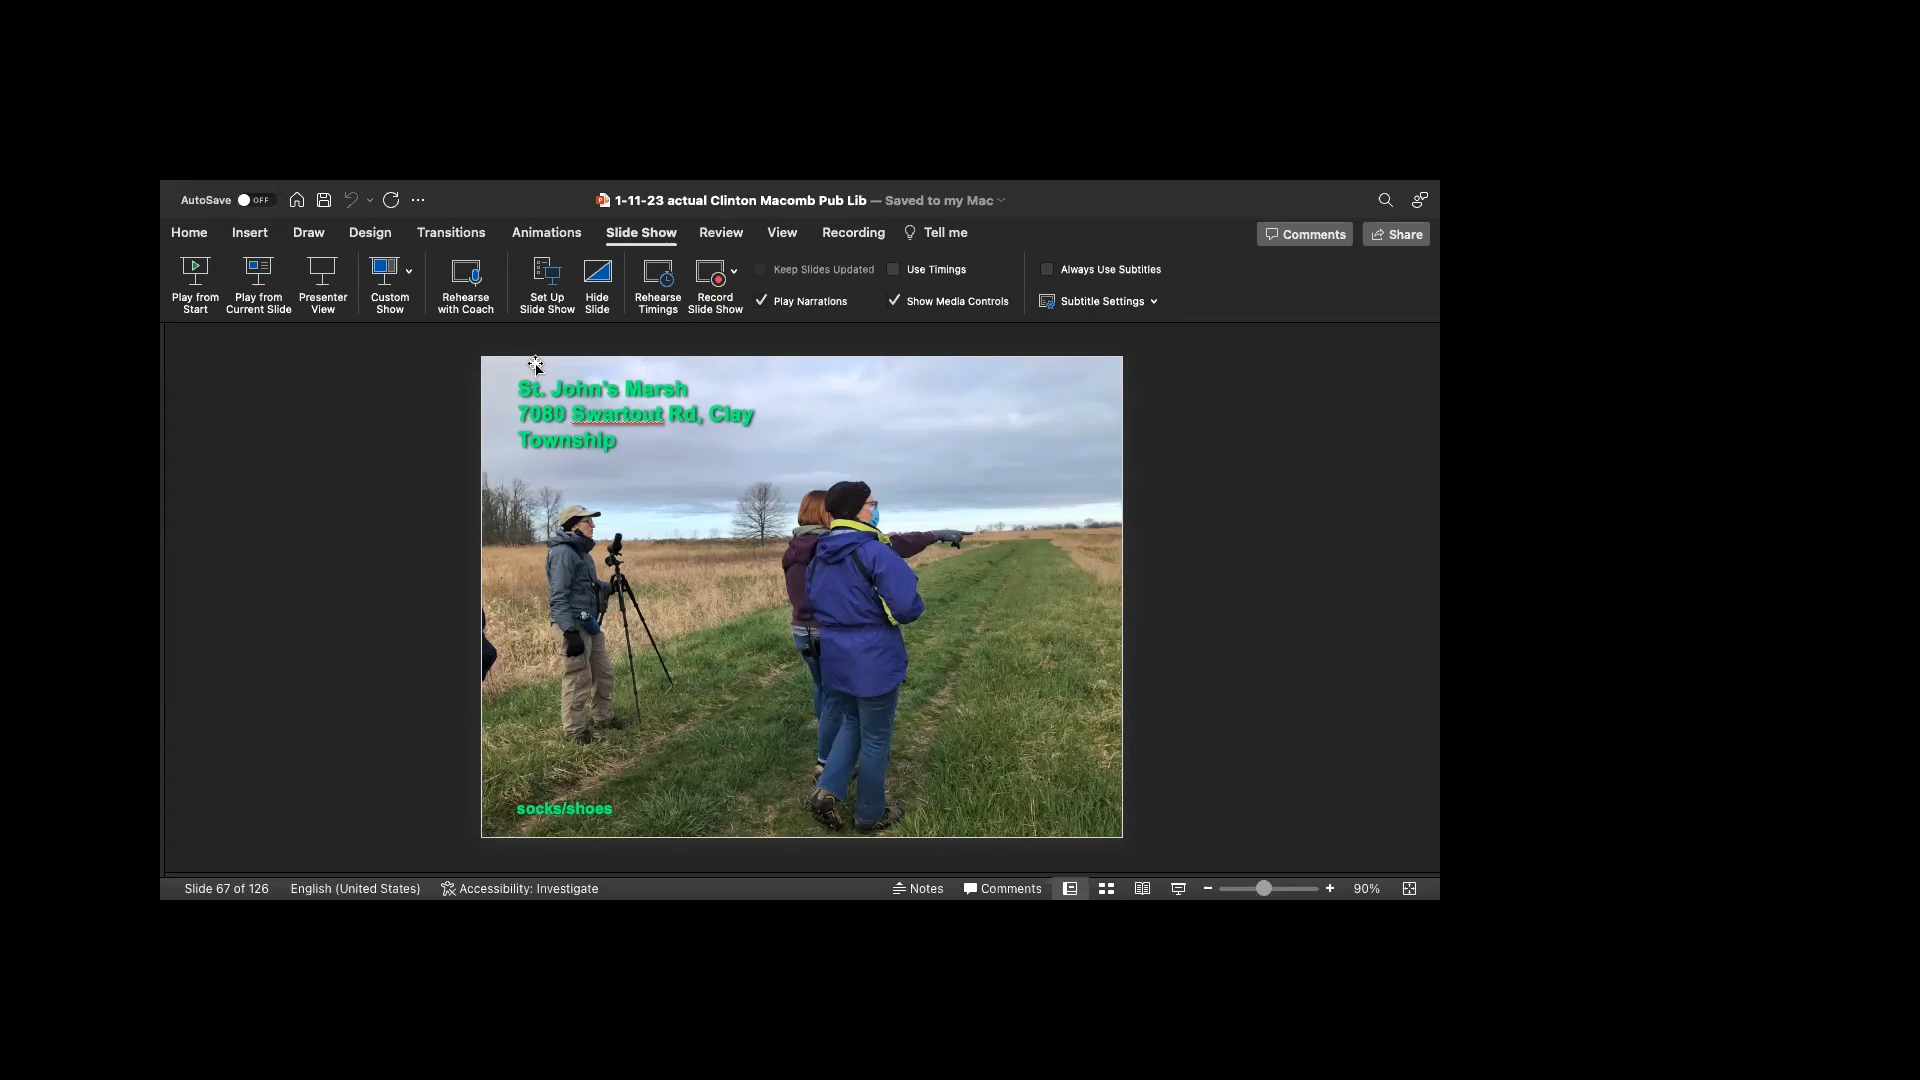 AutoSave OFF
1-11-23 actual Clinton Macomb Pub Lib — Saved to my Mac
Home Insert Draw Design Transitions Animations Slide Show Review View Recording Tell me
Comments Share
Play from Start
Play from Current Slide
Presenter View
Custom Show
Rehearse with Coach
Set Up Slide Show
Hide Slide
Rehearse Timings
Record Slide Show
Keep Slides Updated
Use Timings
Play Narrations
Show Media Controls
Always Use Subtitles
Subtitle Settings
St. John's Marsh
7080 Swartout Rd, Clay
Township
socks/shoes
Slide 67 of 126 English (United States) Accessibility: Investigate Notes Comments 90%